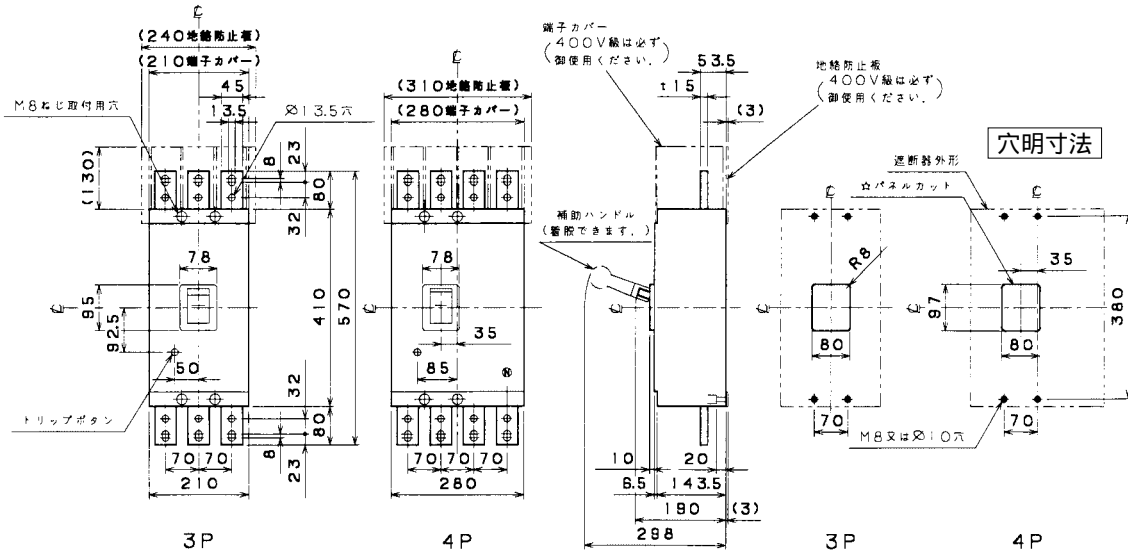 ℄
(240地絡防止板)
(210端子カバー)
45
M8ねじ取付用穴
13.5
Ø13.5穴
(130)
8
23
80
32
78
℄
95
92.5
50
トリップボタン
410
570
32
80
8
23
70
70
210
3P
℄
(310地絡防止板)
(280端子カバー)
78
35
85
N
70
70
70
280
4P
端子カバー
(400V級は必ず
御使用ください。)
53.5
t15
(3)
地絡防止板
(400V級は必ず
御使用ください。)
補助ハンドル
(着脱できます。)
℄
10
20
6.5
143.5
190
(3)
298
穴明寸法
遮断器外形
☆パネルカット
℄
℄
R8
℄
80
70
3P
℄
35
97
80
380
70
M8又はØ10穴
4P